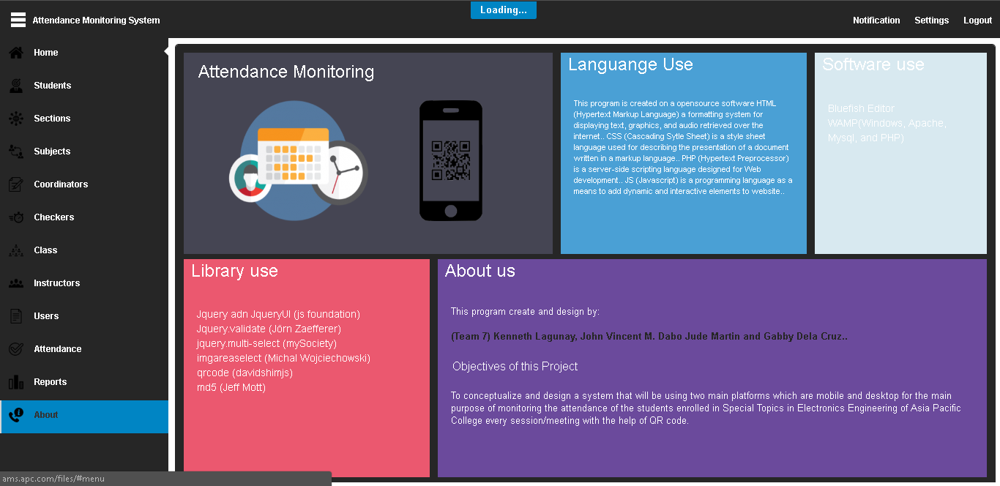 Loading...
Attendance Monitoring System
Notification
Settings
Logout
Home
Students
Sections
Subjects
Coordinators
Checkers
Class
Instructors
Users
Attendance
Reports
About
Attendance Monitoring
Languange Use
This program is created on a opensource software HTML
(Hypertext Markup Language) a formatting system for
displaying text, graphics, and audio retrieved over the
internet.. CSS (Cascading Sytle Sheet) is a style sheet
language used for describing the presentation of a document
written in a markup language.. PHP (Hypertext Preprocessor)
is a server-side scripting language designed for Web
development.. JS (Javascript) is a programming language as a
means to add dynamic and interactive elements to website..
Software use
Bluefish Editor
WAMP(Windows, Apache,
Mysql, and PHP)
Library use
Jquery adn JqueryUI (js foundation)
Jquery.validate (Jörn Zaefferer)
jquery.multi-select (mySociety)
imgareaselect (Michal Wojciechowski)
qrcode (davidshimjs)
md5 (Jeff Mott)
About us
This program create and design by:
(Team 7) Kenneth Lagunay, John Vincent M. Dabo Jude Martin and Gabby Dela Cruz..
Objectives of this Project
To conceptualize and design a system that will be using two main platforms which are mobile and desktop for the main
purpose of monitoring the attendance of the students enrolled in Special Topics in Electronics Engineering of Asia Pacific
College every session/meeting with the help of QR code.
ams.apc.com/files/#menu